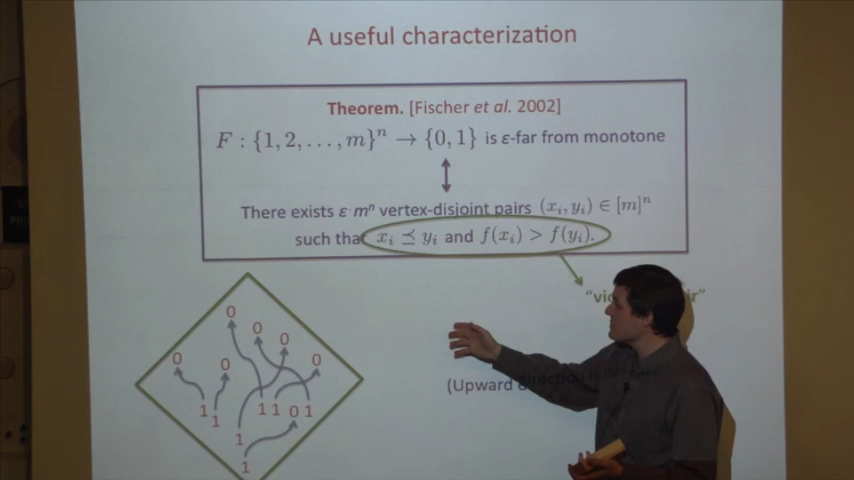 A useful characterization
Theorem. [Fischer et al. 2002]
F : {1, 2, . . . , m}ⁿ → {0, 1} is ε-far from monotone
There exists ε·mⁿ vertex-disjoint pairs (xᵢ, yᵢ) ∈ [m]ⁿ
such that xᵢ ⪯ yᵢ and f(xᵢ) > f(yᵢ).
0
0
0
0 0 0
1 1 1 1 0 1
1
1
(Upward direction is